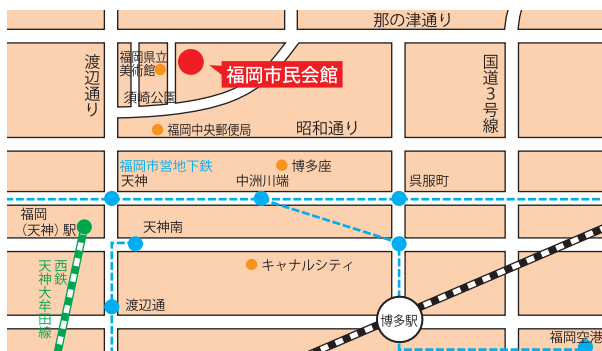 那の津通り
渡辺通り
福岡県立
美術館
福岡市民会館
国道3号線
須崎公園
福岡中央郵便局
昭和通り
福岡市営地下鉄
天神
博多座
中洲川端
呉服町
福岡
(天神)駅
天神南
西鉄
天神大牟田線
キャナルシティ
渡辺通
博多駅
福岡空港